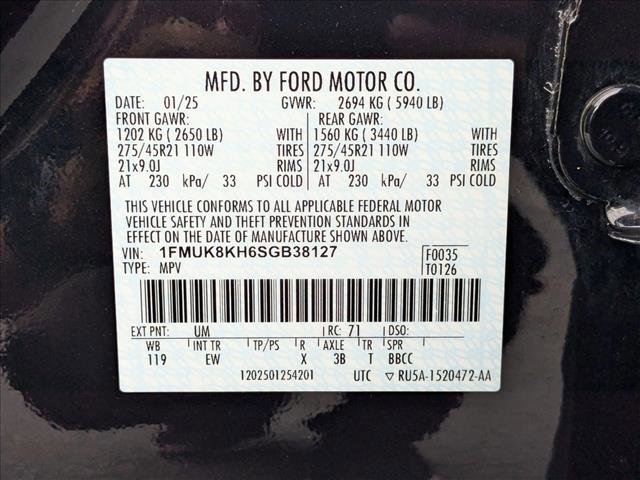 MFD. BY FORD MOTOR CO.
DATE: 01/25 GVWR: 2694 KG ( 5940 LB)
FRONT GAWR: REAR GAWR:
1202 KG ( 2650 LB) WITH 1560 KG ( 3440 LB) WITH
275/45R21 110W TIRES 275/45R21 110W TIRES
21x9.0J RIMS 21x9.0J RIMS
AT 230 kPa/ 33 PSI COLD AT 230 kPa/ 33 PSI COLD
THIS VEHICLE CONFORMS TO ALL APPLICABLE FEDERAL MOTOR
VEHICLE SAFETY AND THEFT PREVENTION STANDARDS IN
EFFECT ON THE DATE OF MANUFACTURE SHOWN ABOVE.
VIN: 1FMUK8KH6SGB38127 F0035
TYPE: MPV T0126
EXT PNT: UM RC: 71 DSO:
WB INT TR TP/PS R AXLE TR SPR
119 EW X 3B T BBCC
1202501254201 UTC ▽ RU5A-1520472-AA